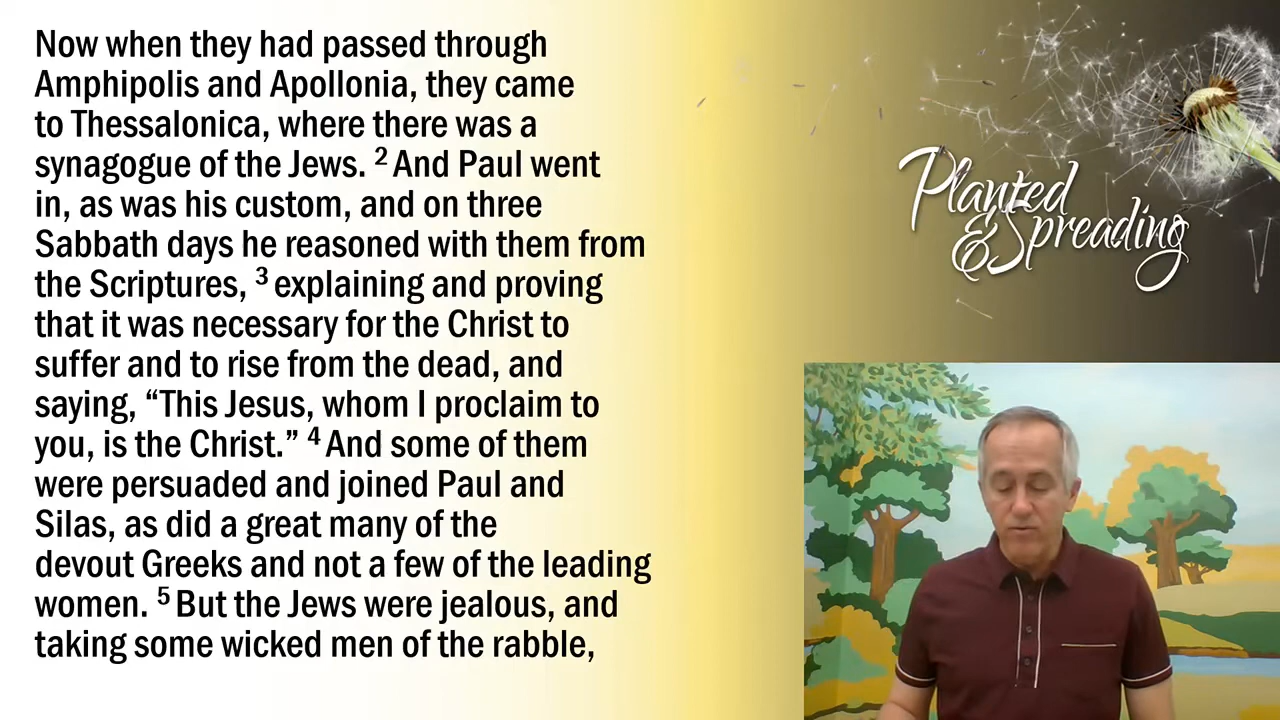 Now when they had passed through
Amphipolis and Apollonia, they came
to Thessalonica, where there was a
synagogue of the Jews. 2 And Paul went
in, as was his custom, and on three
Sabbath days he reasoned with them from
the Scriptures, 3 explaining and proving
that it was necessary for the Christ to
suffer and to rise from the dead, and
saying, “This Jesus, whom I proclaim to
you, is the Christ.” 4 And some of them
were persuaded and joined Paul and
Silas, as did a great many of the
devout Greeks and not a few of the leading
women. 5 But the Jews were jealous, and
taking some wicked men of the rabble,
Planted
&Spreading